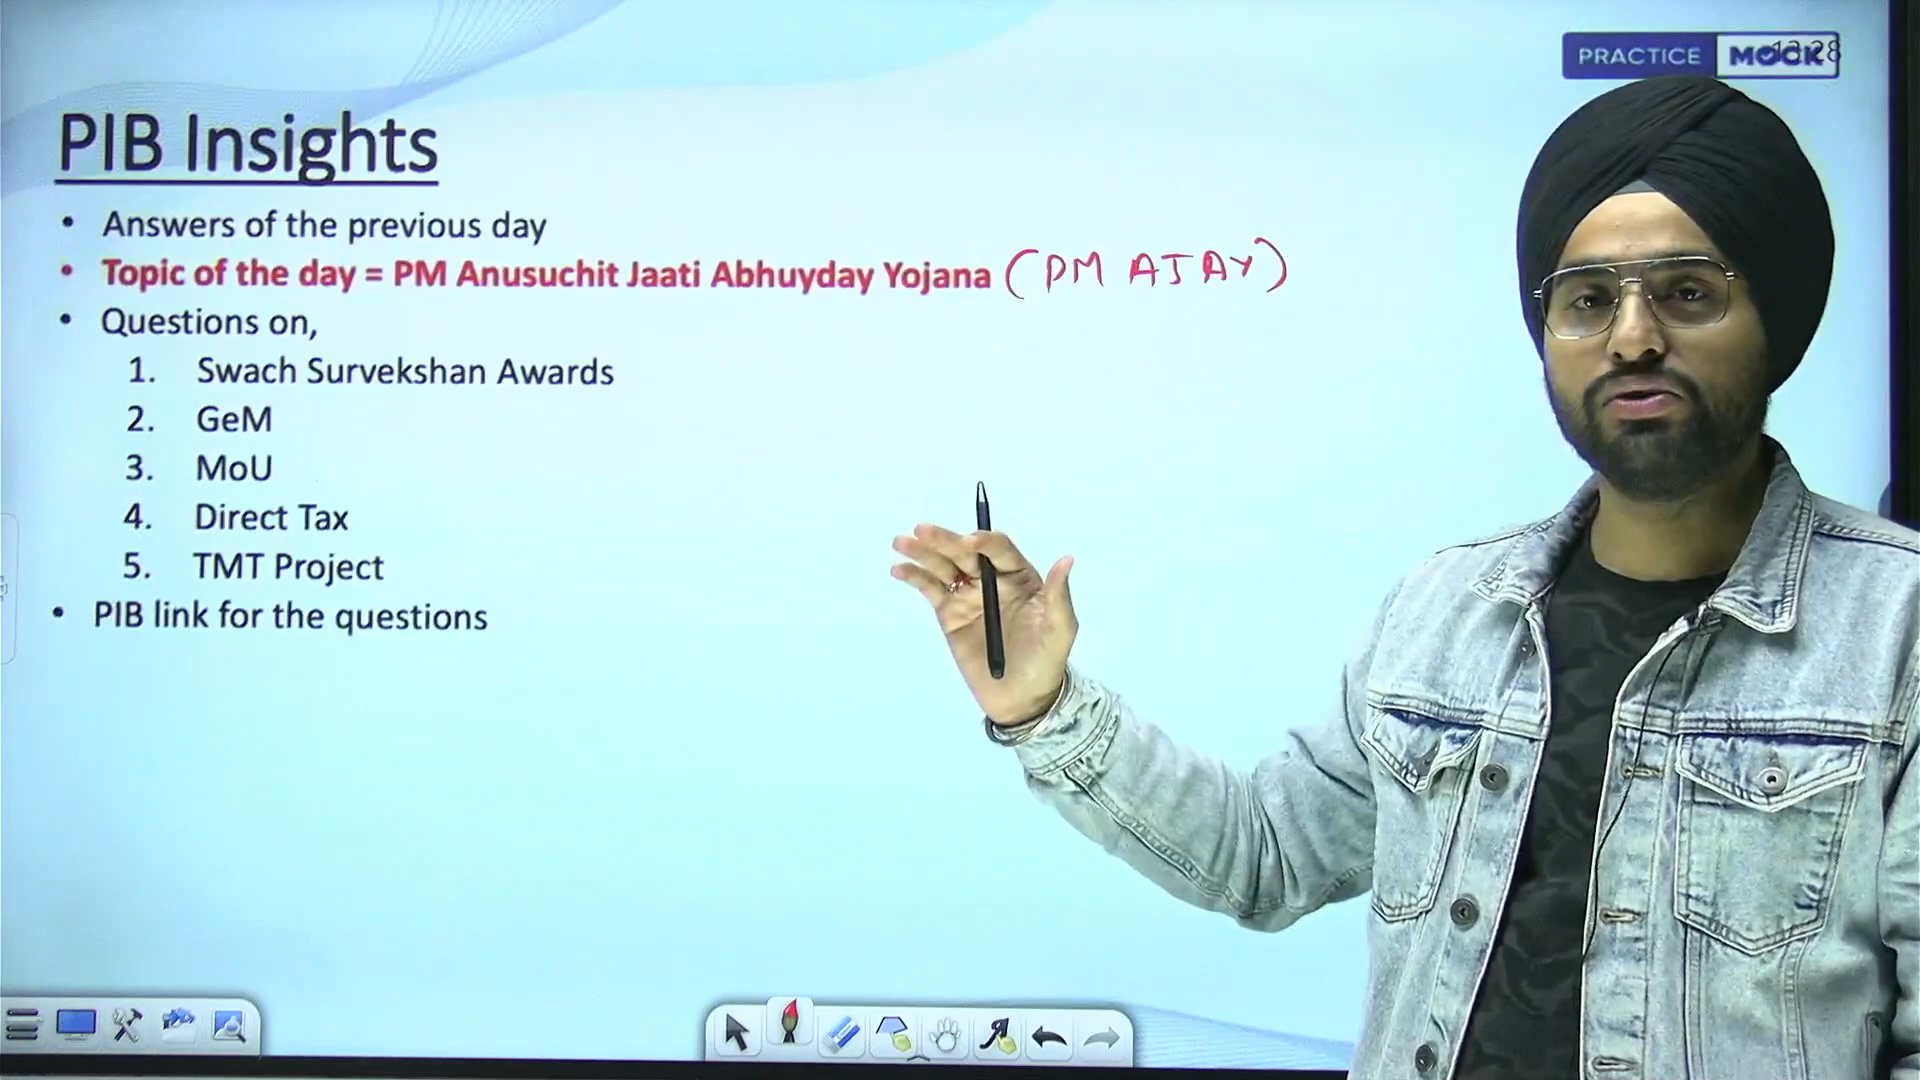 PRACTICE MOCK 13:28
PIB Insights
• Answers of the previous day
• Topic of the day = PM Anusuchit Jaati Abhuyday Yojana (PM AJAY)
• Questions on,
1. Swach Survekshan Awards
2. GeM
3. MoU
4. Direct Tax
5. TMT Project
• PIB link for the questions